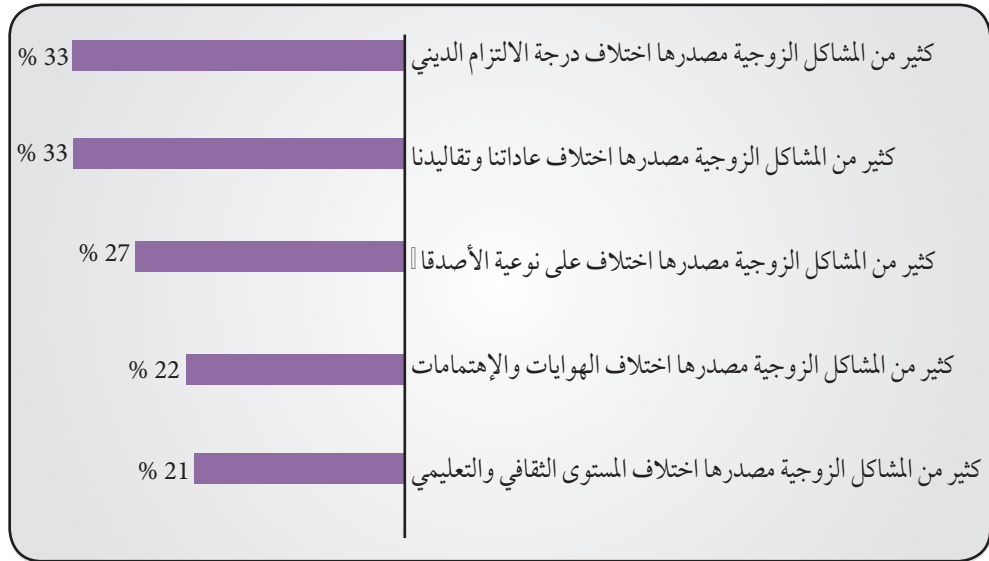 كثير من المشاكل الزوجية مصدرها اختلاف درجة الالتزام الديني
% 33
كثير من المشاكل الزوجية مصدرها اختلاف عاداتنا وتقاليدنا
% 33
كثير من المشاكل الزوجية مصدرها اختلاف على نوعية الأصدقا
% 27
كثير من المشاكل الزوجية مصدرها اختلاف الهوايات والإهتمامات
% 22
كثير من المشاكل الزوجية مصدرها اختلاف المستوى الثقافي والتعليمي
% 21